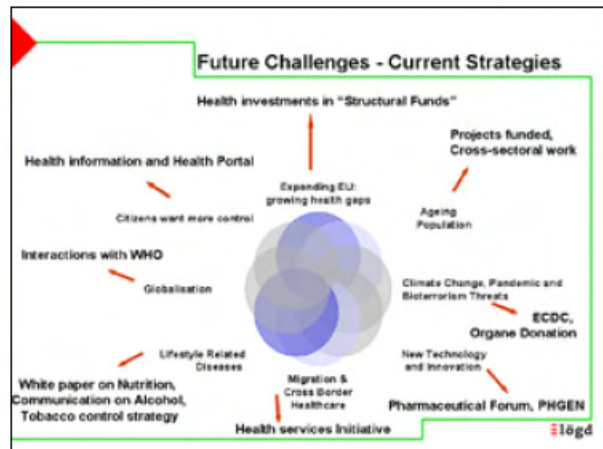 Future Challenges - Current Strategies
Health investments in "Structural Funds"
Projects funded,
Cross-sectoral work
Health information and Health Portal
Expanding EU:
growing health gaps
Citizens want more control
Ageing
Population
Interactions with WHO
Globalisation
Climate Change, Pandemic and
Bioterrorism Threats
ECDC,
Organe Donation
Lifestyle Related
Diseases
New Technology
and Innovation
White paper on Nutrition,
Communication on Alcohol,
Tobacco control strategy
Migration &
Cross Border
Healthcare
Pharmaceutical Forum, PHGEN
Health services Initiative
lögd